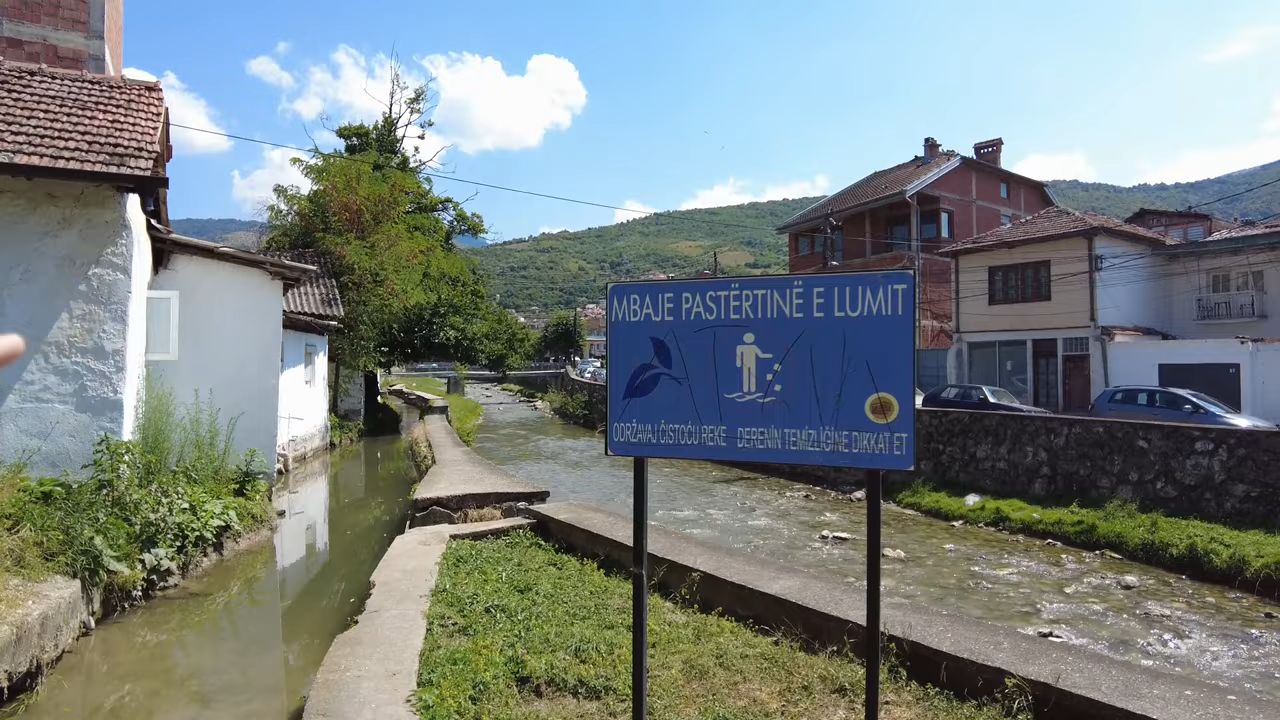 MBAJE PASTËRTINË E LUMIT
ODRŽAVAJ ČISTOĆU REKE DERENİN TEMİZLİĞİNE DİKKAT ET